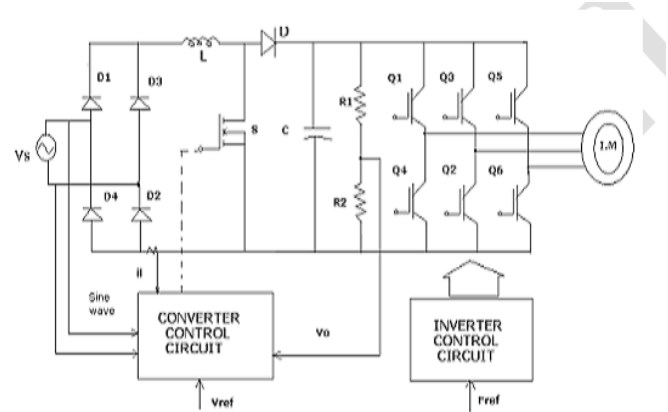 D
L
D1
D3
Q1
Q3
Q5
R1
S
C
Vs
I.M
D4
D2
Q4
Q2
Q6
R2
il
Sine
wave
CONVERTER
CONTROL
CIRCUIT
Vo
INVERTER
CONTROL
CIRCUIT
Vref
Fref